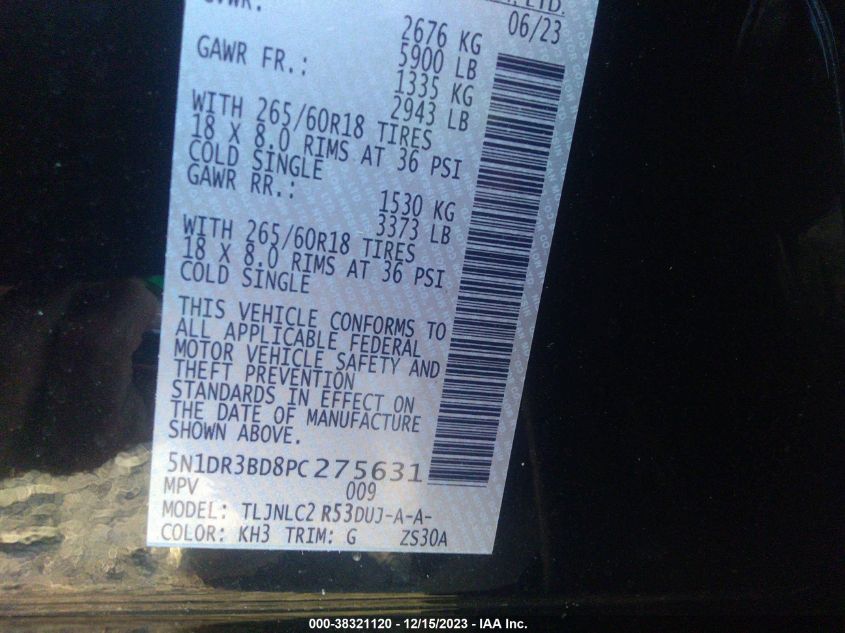 06/23
2676 KG
5900 LB
GAWR FR.:
1335 KG
2943 LB
WITH 265/60R18 TIRES
18 X 8.0 RIMS AT 36 PSI
COLD SINGLE
GAWR RR.:
1530 KG
3373 LB
WITH 265/60R18 TIRES
18 X 8.0 RIMS AT 36 PSI
COLD SINGLE
THIS VEHICLE CONFORMS TO
ALL APPLICABLE FEDERAL
MOTOR VEHICLE SAFETY AND
THEFT PREVENTION
STANDARDS IN EFFECT ON
THE DATE OF MANUFACTURE
SHOWN ABOVE.
5N1DR3BD8PC275631
MPV 009
MODEL: TLJNLC2 R53DUJ-A-A-
COLOR: KH3 TRIM: G ZS30A
000-38321120 - 12/15/2023 - IAA Inc.